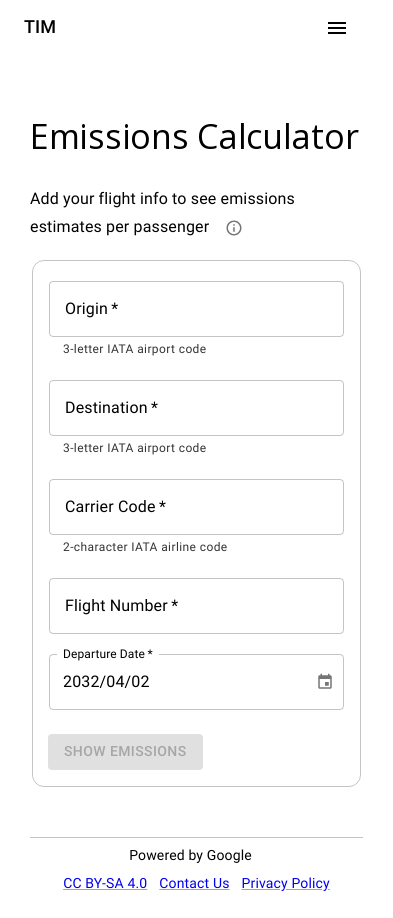 TIM
Emissions Calculator
Add your flight info to see emissions
estimates per passenger
Origin *
3-letter IATA airport code
Destination *
3-letter IATA airport code
Carrier Code *
2-character IATA airline code
Flight Number *
Departure Date *
2032/04/02
SHOW EMISSIONS
Powered by Google
CC BY-SA 4.0 Contact Us Privacy Policy